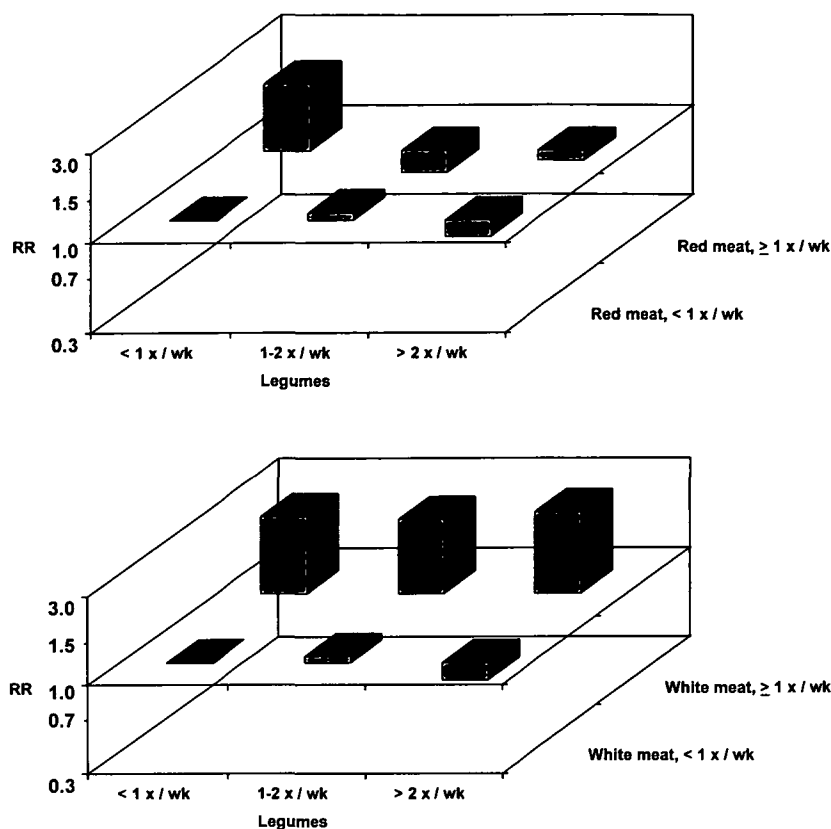 3.0
1.5
RR 1.0
0.7
0.3
Red meat, ≥ 1 x / wk
Red meat, < 1 x / wk
< 1 x / wk 1-2 x / wk > 2 x / wk
Legumes
3.0
1.5
RR 1.0
0.7
0.3
White meat, ≥ 1 x / wk
White meat, < 1 x / wk
< 1 x / wk 1-2 x / wk > 2 x / wk
Legumes